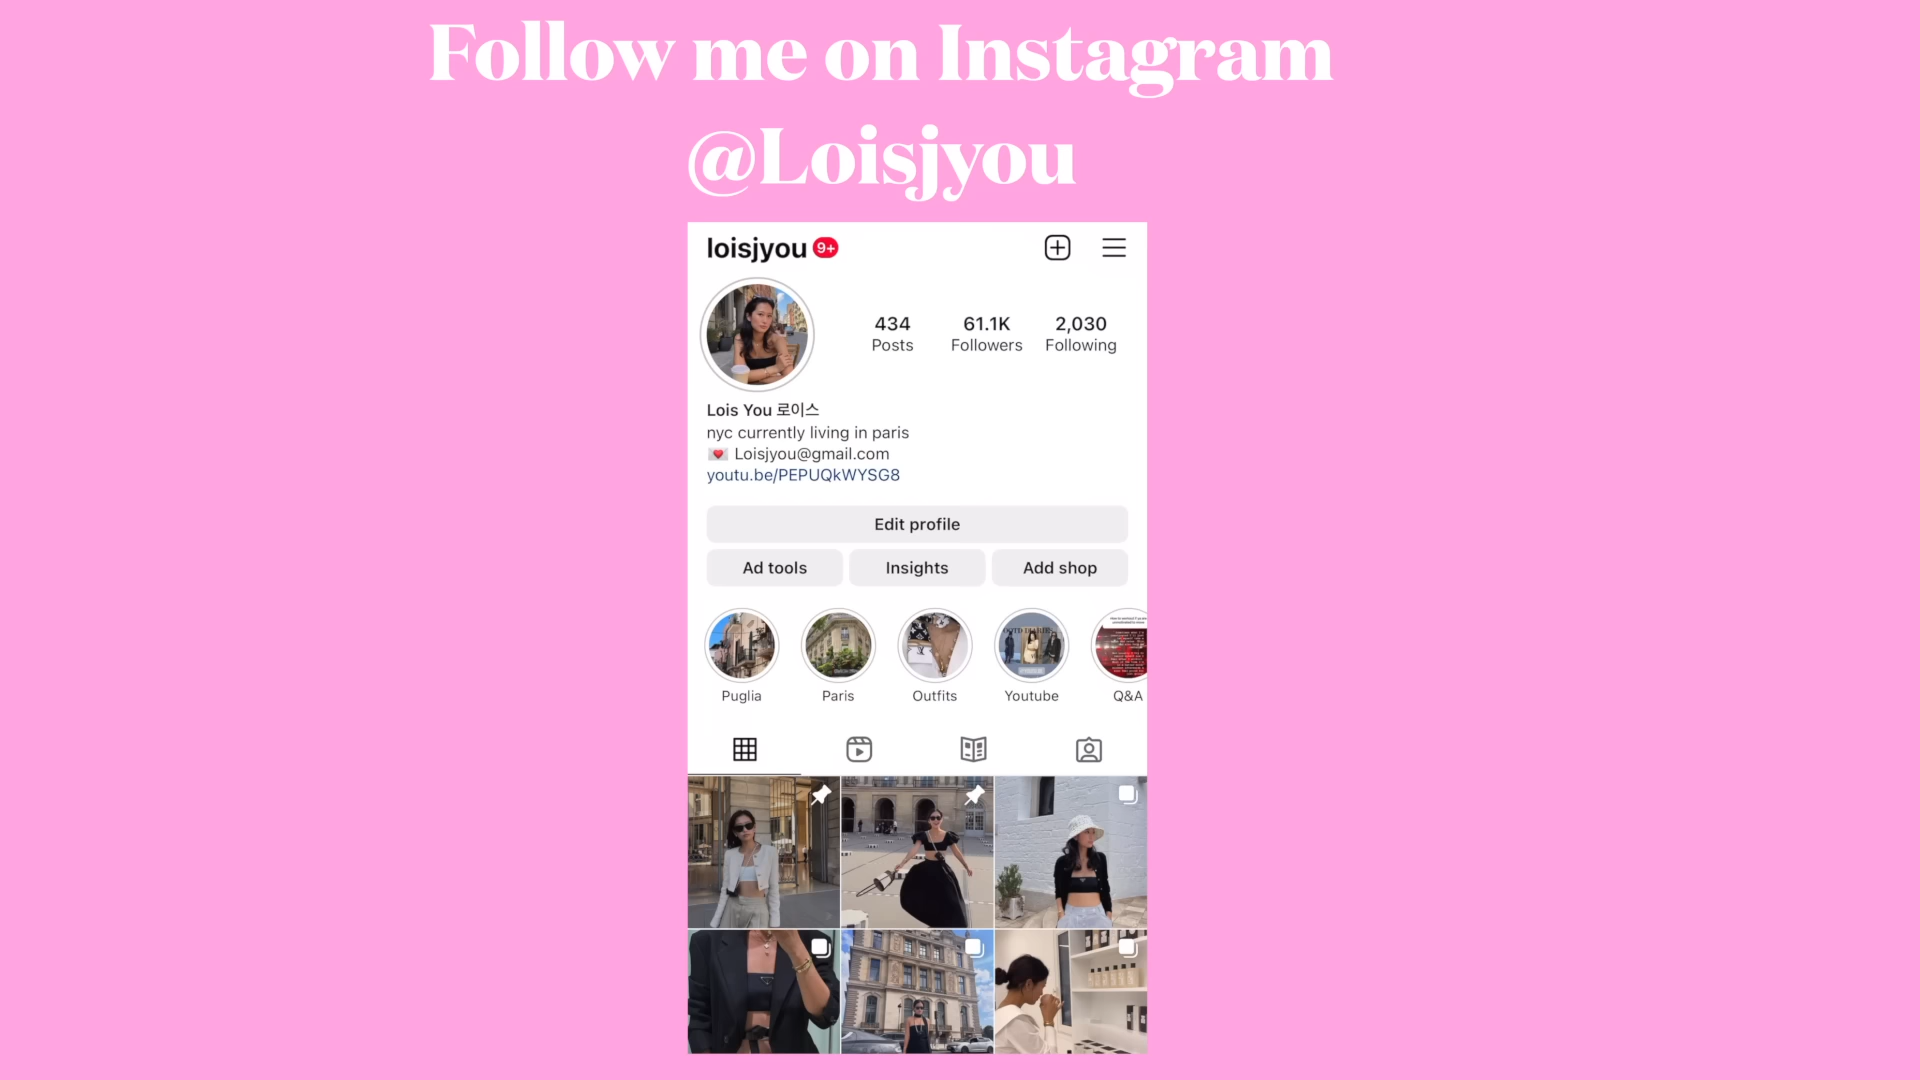 Follow me on Instagram
@Loisjyou
loisjyou 9+
434 61.1K 2,030
Posts Followers Following
Lois You 로이스
nyc currently living in paris
💌 Loisjyou@gmail.com
youtu.be/PEPUQkWYSG8
Edit profile
Ad tools Insights Add shop
Puglia Paris Outfits Youtube Q&A